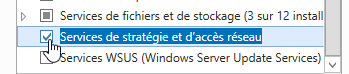 Services de fichiers et de stockage (3 sur 12 install
Services de stratégie et d'accès réseau
Services WSUS (Windows Server Update Services)